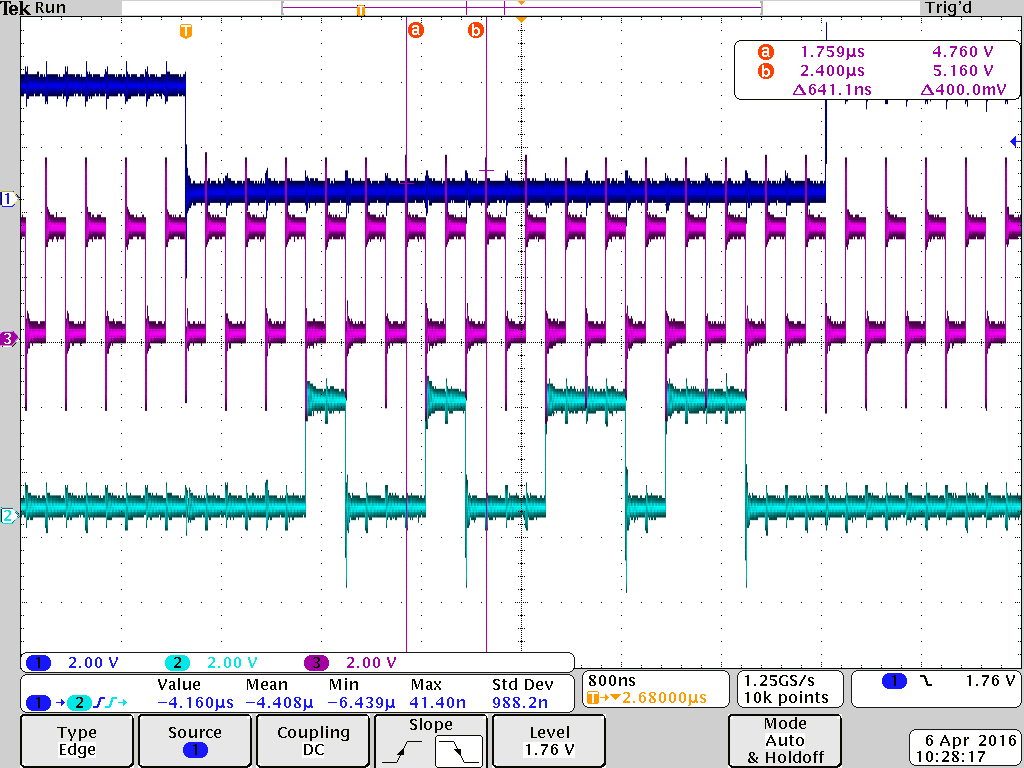 Tek Run Trig'd
T
T a b
a 1.759µs 4.760 V
b 2.400µs 5.160 V
Δ641.1ns Δ400.0mV
1
3
2
1 2.00 V 2 2.00 V 3 2.00 V
Value Mean Min Max Std Dev
1 → 2 −4.160µs −4.408µ −6.439µ 41.40n 988.2n
800ns
T→▼2.68000µs
1.25GS/s
10k points
1 1.76 V
Type
Edge
Source
1
Coupling
DC
Slope
Level
1.76 V
Mode
Auto
& Holdoff
6 Apr 2016
10:28:17